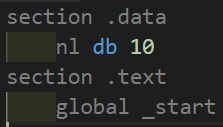 section .data
    nl db 10
section .text
    global _start